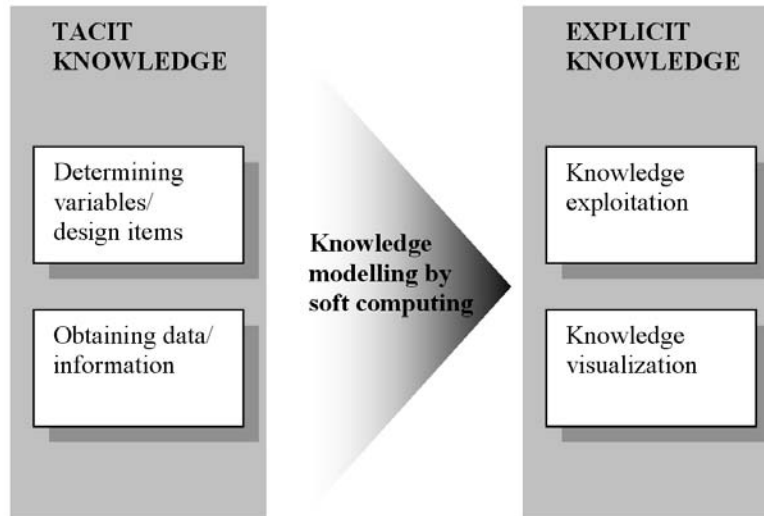 TACIT
KNOWLEDGE
Determining
variables/
design items
Obtaining data/
information
Knowledge
modelling by
soft computing
EXPLICIT
KNOWLEDGE
Knowledge
exploitation
Knowledge
visualization